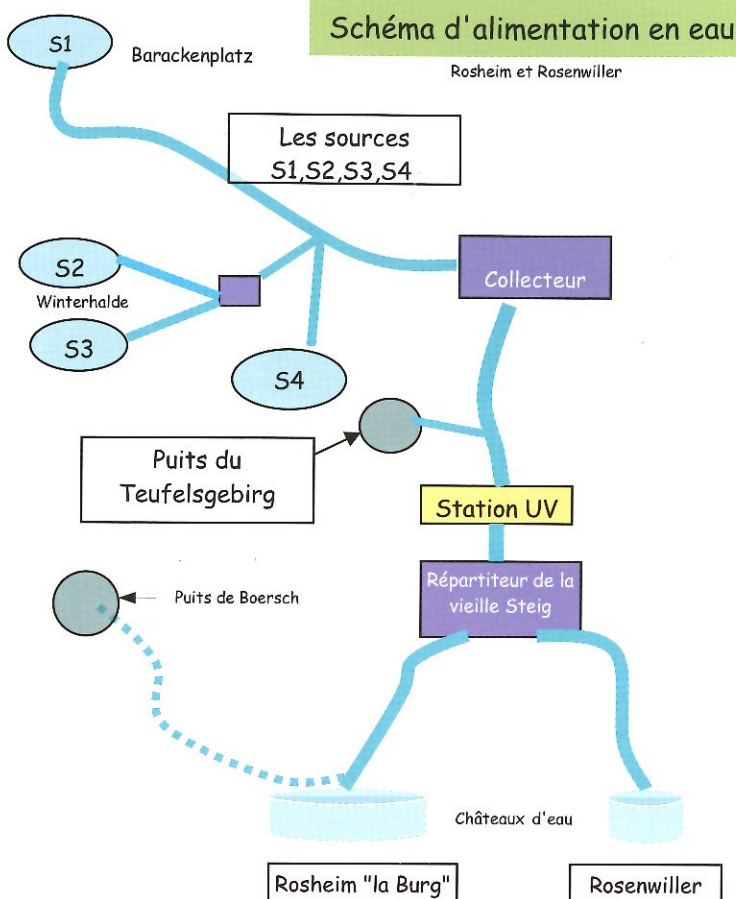 Schéma d'alimentation en eau
Rosheim et Rosenwiller
S1
Barackenplatz
Les sources
S1,S2,S3,S4
S2
Winterhalde
S3
S4
Collecteur
Puits du
Teufelsgebirg
Station UV
Répartiteur de la
vieille Steig
Puits de Boersch
Châteaux d'eau
Rosheim "la Burg"
Rosenwiller